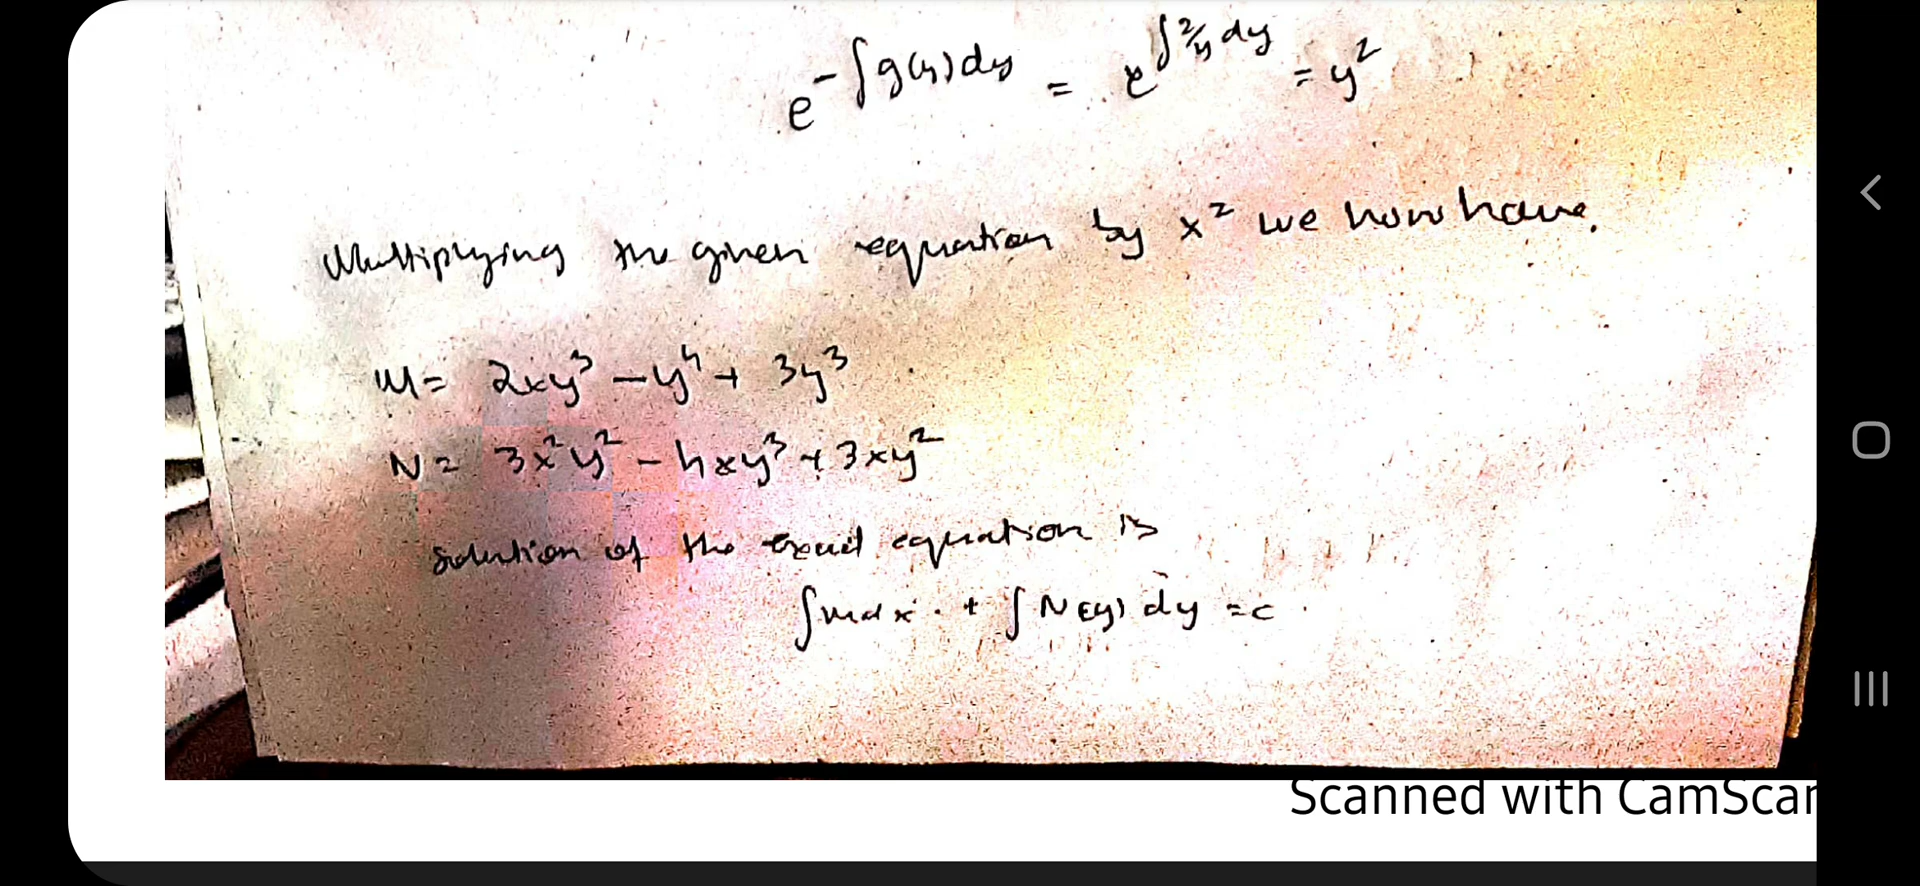 e^{-∫g(y)dy} = e^{∫2/y dy} = y²
Multiplying the given equation by x² we now have.
M = 2xy³ - y⁴ + 3y³
N = 3x²y² - 4xy³ + 3xy²
solution of the exact equation is
∫mdx + ∫N(y) dy = c
Scanned with CamScan